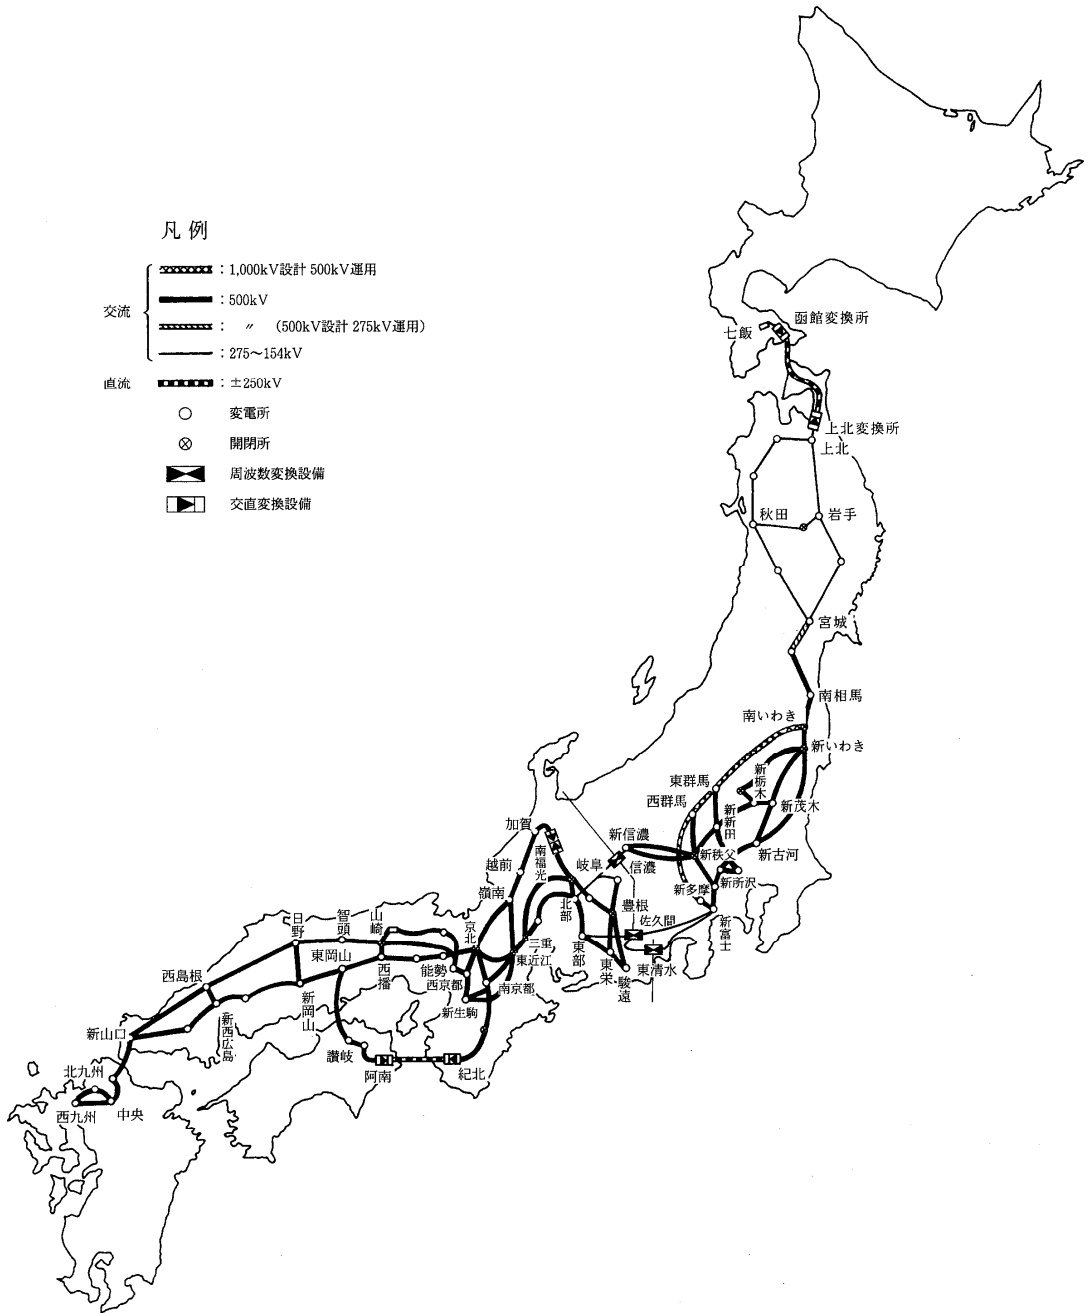 凡例
交流
:1,000kV設計 500kV運用
:500kV
: 〃 (500kV設計 275kV運用)
:275〜154kV
直流
:±250kV
変電所
開閉所
周波数変換設備
交直変換設備
七飯
函館変換所
上北変換所
上北
秋田
岩手
宮城
南相馬
南いわき
新いわき
東群馬
新栃木
西群馬
新茂木
新新田
加賀
新信濃
南福光
岐阜
信濃
新秩父
新古河
越前
新所沢
新多摩
嶺南
北部
豊根
佐久間
新富士
日野
智頭
山崎
京北
三重
東部
東岡山
西播
能勢
東近江
東栄
東清水
西島根
西京都
南京都
駿遠
新岡山
新生駒
新山口
新西広島
讃岐
北九州
阿南
紀北
西九州
中央